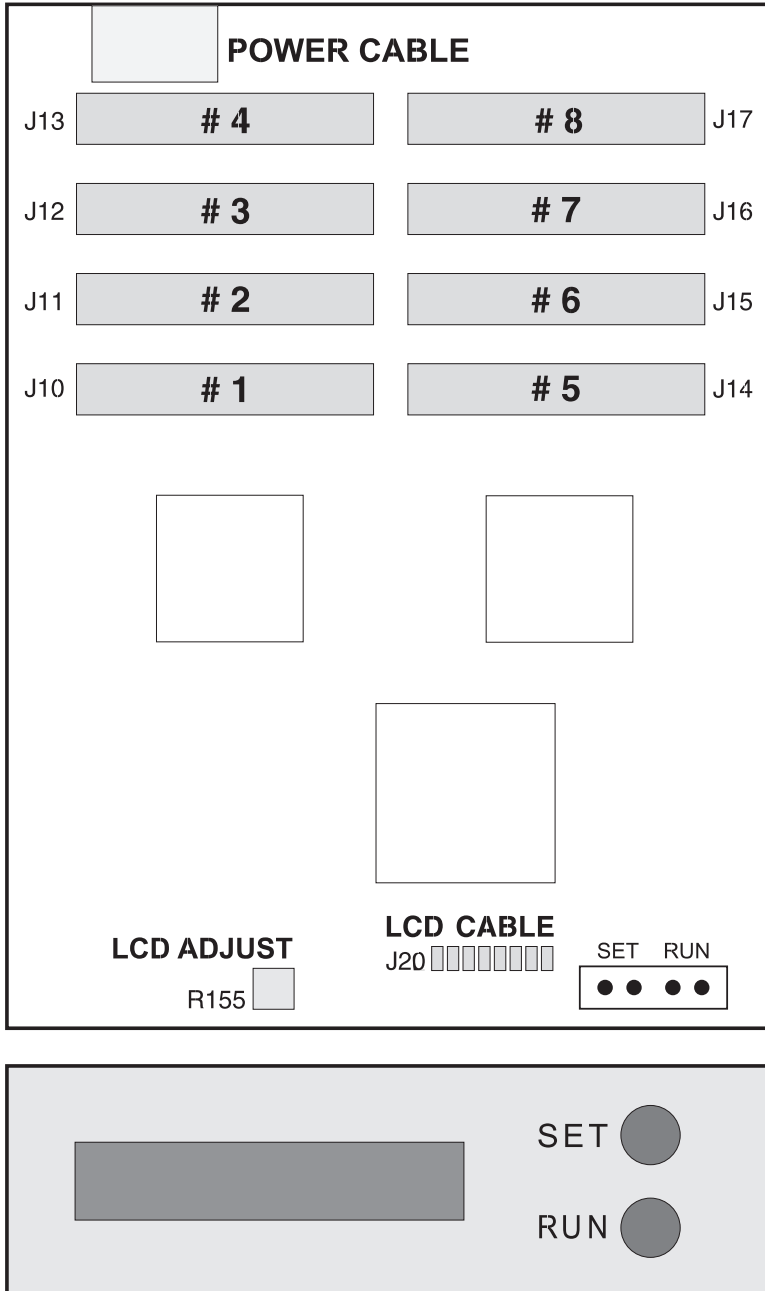 POWER CABLE
J13 # 4 # 8 J17
J12 # 3 # 7 J16
J11 # 2 # 6 J15
J10 # 1 # 5 J14
LCD ADJUST
R155
LCD CABLE
J20
SET RUN
SET
RUN